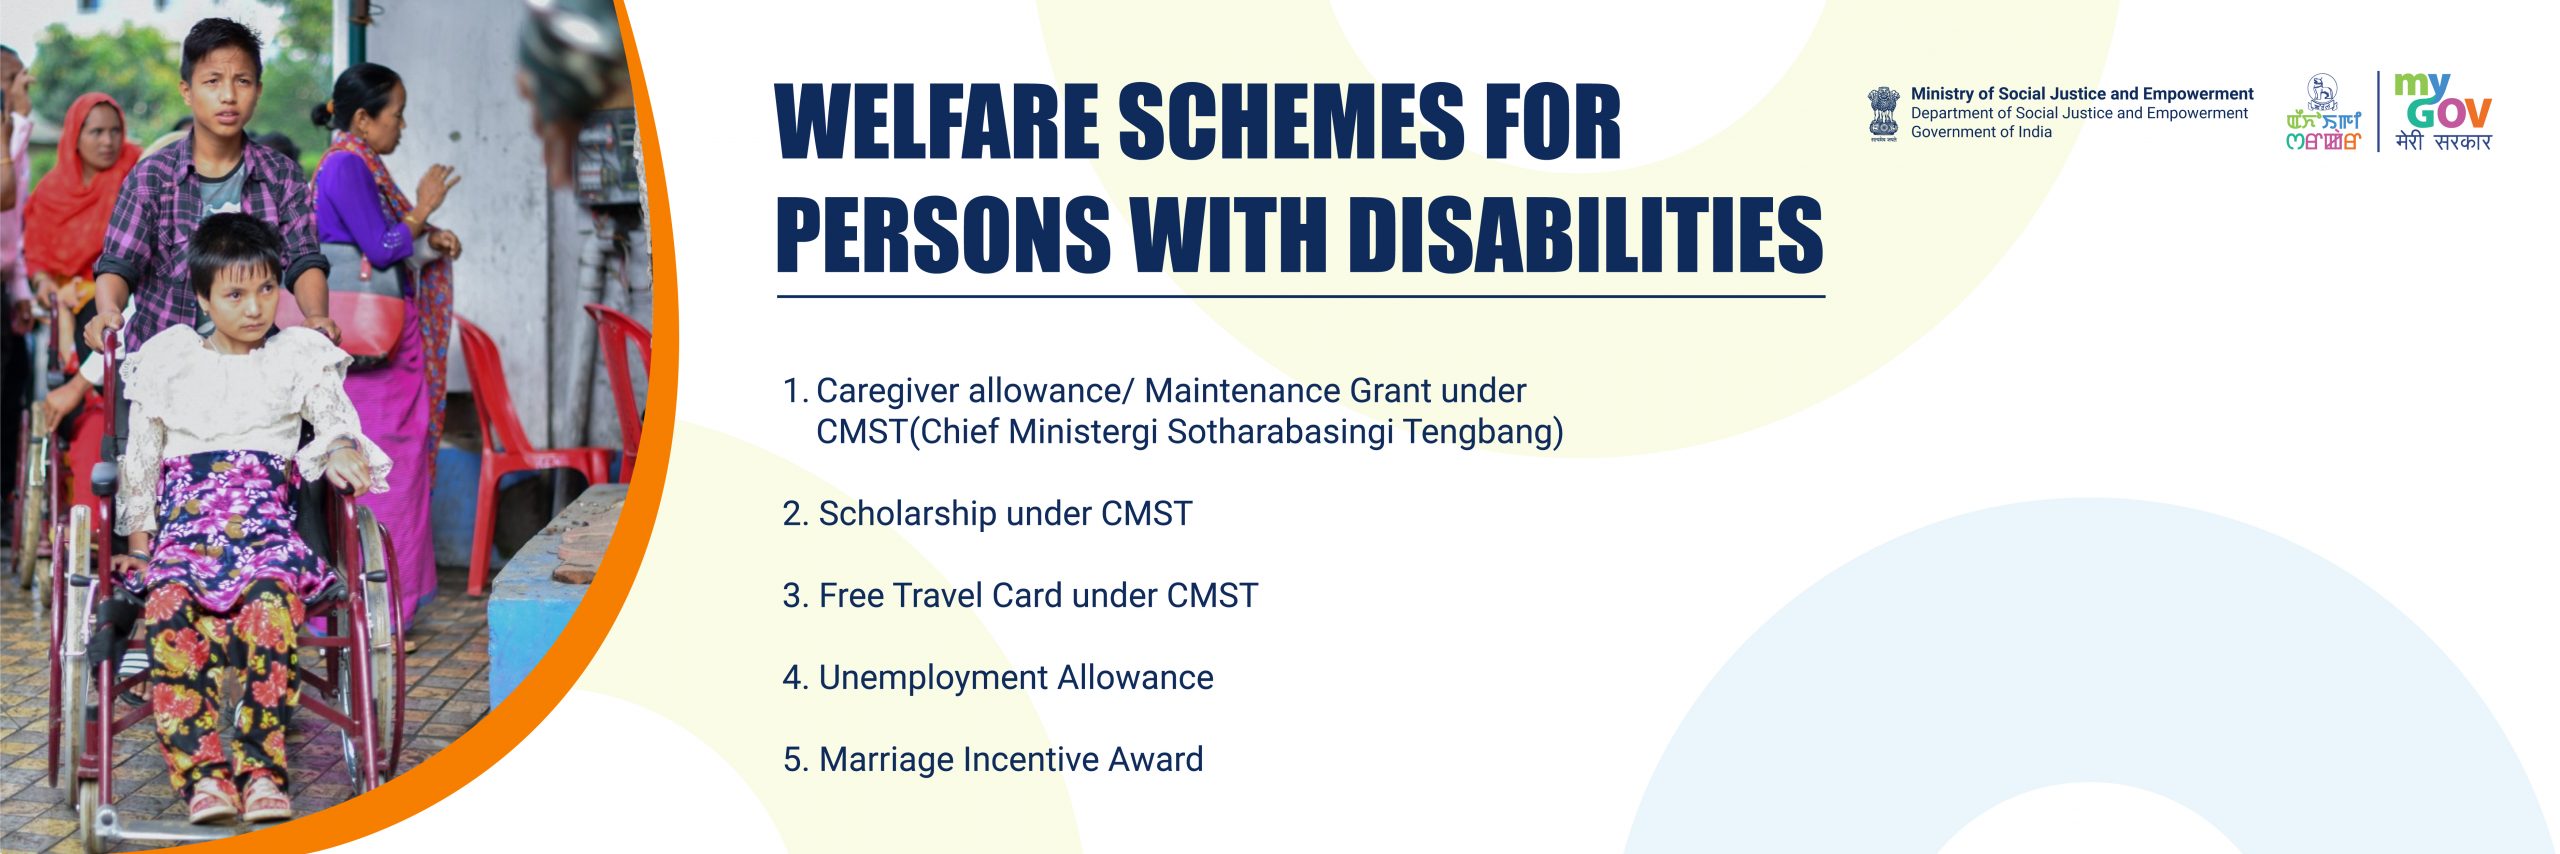 WELFARE SCHEMES FOR
PERSONS WITH DISABILITIES
Ministry of Social Justice and Empowerment
Department of Social Justice and Empowerment
Government of India
my
GOV
मेरी सरकार
1. Caregiver allowance/ Maintenance Grant under
CMST(Chief Ministergi Sotharabasingi Tengbang)
2. Scholarship under CMST
3. Free Travel Card under CMST
4. Unemployment Allowance
5. Marriage Incentive Award